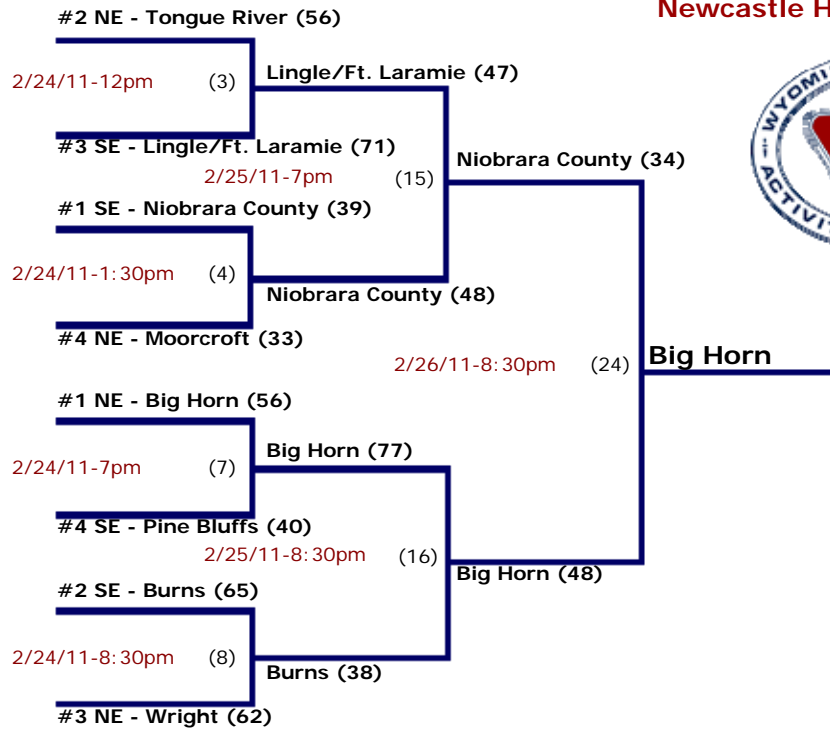 Newcastle H
#2 NE - Tongue River (56)
2/24/11-12pm (3)
Lingle/Ft. Laramie (47)
#3 SE - Lingle/Ft. Laramie (71)
2/25/11-7pm (15)
Niobrara County (34)
#1 SE - Niobrara County (39)
2/24/11-1:30pm (4)
Niobrara County (48)
#4 NE - Moorcroft (33)
2/26/11-8:30pm (24)
Big Horn
#1 NE - Big Horn (56)
Big Horn (77)
2/24/11-7pm (7)
#4 SE - Pine Bluffs (40)
2/25/11-8:30pm (16)
Big Horn (48)
#2 SE - Burns (65)
2/24/11-8:30pm (8)
Burns (38)
#3 NE - Wright (62)
WYOMI
ACTIVIT